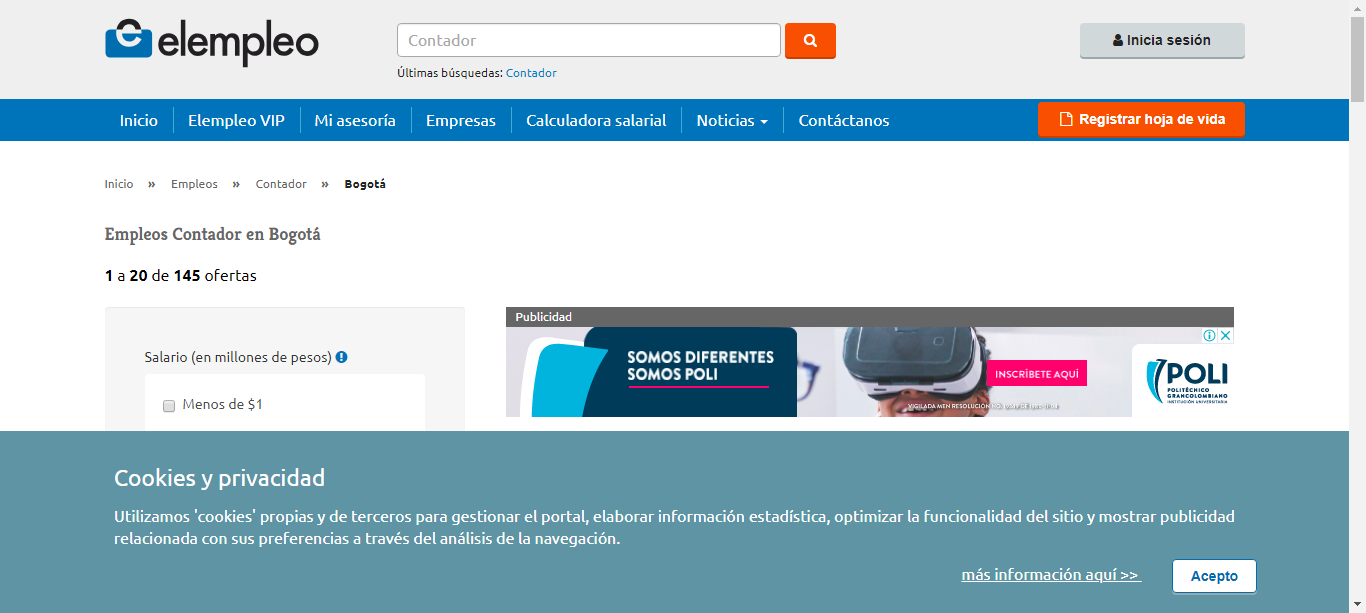 elempleo
Contador
Inicia sesión
Últimas búsquedas: Contador
Inicio
Elempleo VIP
Mi asesoría
Empresas
Calculadora salarial
Noticias
Contáctanos
Registrar hoja de vida
Inicio » Empleos » Contador » Bogotá
Empleos Contador en Bogotá
1 a 20 de 145 ofertas
Salario (en millones de pesos)
Menos de $1
Publicidad
SOMOS DIFERENTES
SOMOS POLI
INSCRÍBETE AQUÍ
POLI
POLITÉCNICO
GRANCOLOMBIANO
INSTITUCIÓN UNIVERSITARIA
VIGILADA MEN
Cookies y privacidad
Utilizamos 'cookies' propias y de terceros para gestionar el portal, elaborar información estadística, optimizar la funcionalidad del sitio y mostrar publicidad
relacionada con sus preferencias a través del análisis de la navegación.
más información aquí >>
Acepto